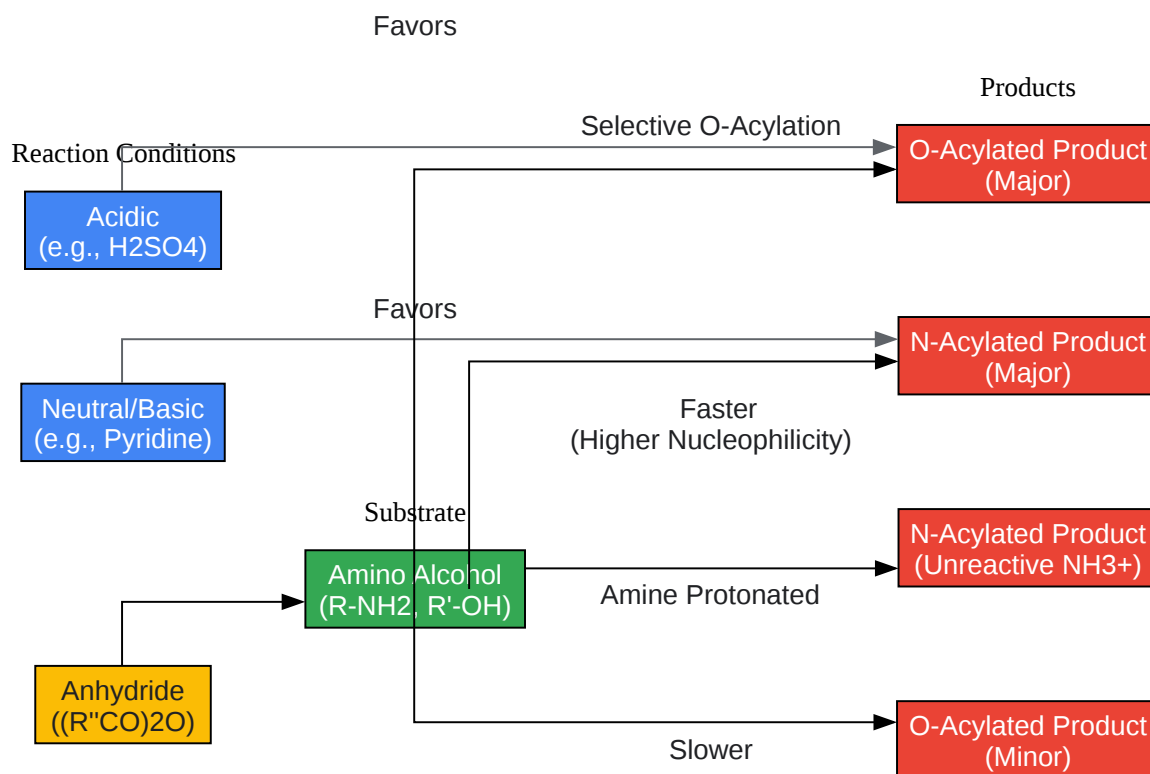 Favors
Products
Selective O-Acylation
Reaction Conditions
O-Acylated Product
(Major)
Acidic
(e.g., H2SO4)
Favors
N-Acylated Product
(Major)
Neutral/Basic
(e.g., Pyridine)
Faster
(Higher Nucleophilicity)
Substrate
N-Acylated Product
(Unreactive NH3+)
Amino Alcohol
(R-NH2, R'-OH)
Amine Protonated
Anhydride
((R"CO)2O)
O-Acylated Product
(Minor)
Slower